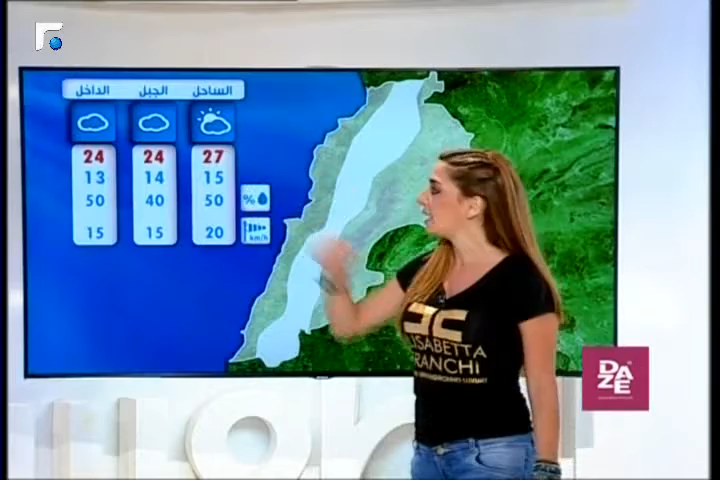 الساحل الجبل الداخل
27 24 24
15 14 13
50 40 50 %
20 15 15 km/h
ELISABETTA
FRANCHI
DAZE